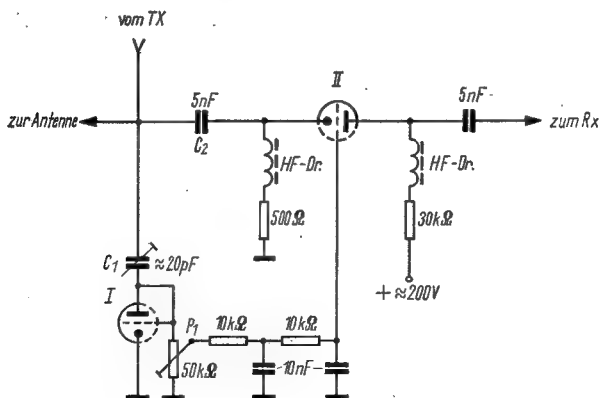 vom TX
II
5nF
5nF
zur Antenne
zum Rx
C2
HF-Dr.
HF-Dr.
500Ω
30kΩ
C1
≈20pF
+ ≈200V
I
P1
10kΩ
10kΩ
50kΩ
10nF